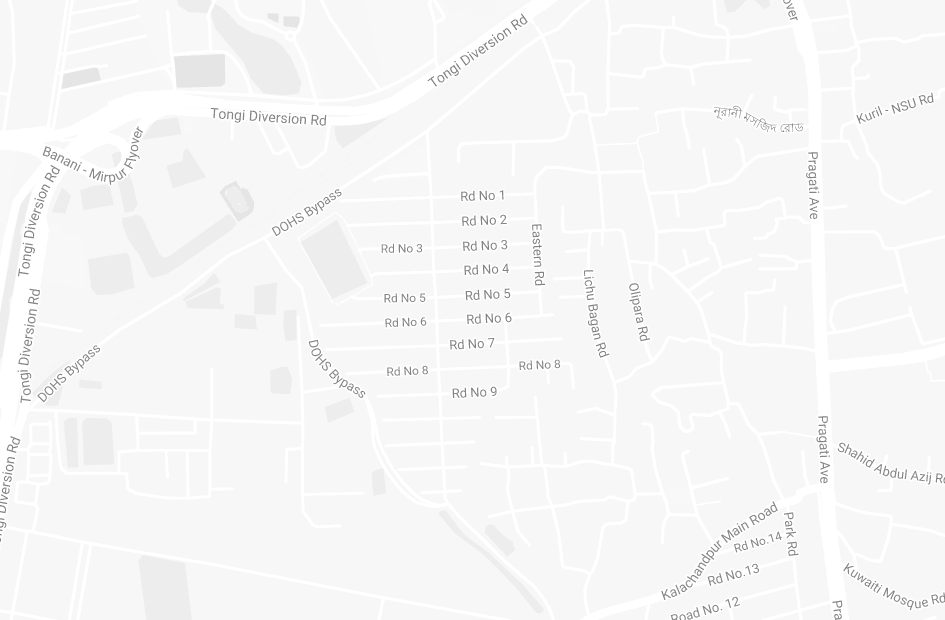 over
Tongi Diversion Rd
Kuril - NSU Rd
Tongi Diversion Rd
নূরানী মসজিদ রোড
Banani - Mirpur Flyover
Pragati Ave
Tongi Diversion Rd
DOHS Bypass
Rd No 1
Rd No 2
Rd No 3
Rd No 3
Eastern Rd
Rd No 4
Rd No 5
Rd No 5
Lichu Bagan Rd
Olipara Rd
Tongi Diversion Rd
Rd No 6
Rd No 6
Rd No 7
DOHS Bypass
DOHS Bypass
Rd No 8
Rd No 8
Rd No 9
Pragati Ave
Tongi Diversion Rd
Shahid Abdul Azij Rd
Kalachandpur Main Road
Park Rd
Rd No.14
Rd No.13
Kuwaiti Mosque Rd
Road No. 12
Pra